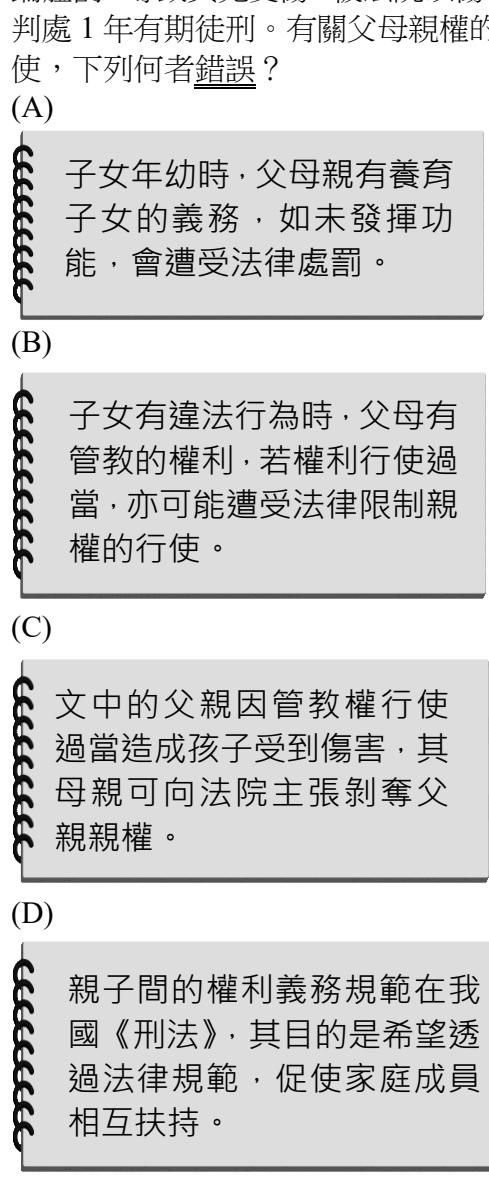 判處 1 年有期徒刑。有關父母親權的
使，下列何者錯誤？
(A)
子女年幼時，父母親有養育
子女的義務，如未發揮功
能，會遭受法律處罰。
(B)
子女有違法行為時，父母有
管教的權利，若權利行使過
當，亦可能遭受法律限制親
權的行使。
(C)
文中的父親因管教權行使
過當造成孩子受到傷害，其
母親可向法院主張剝奪父
親親權。
(D)
親子間的權利義務規範在我
國《刑法》，其目的是希望透
過法律規範，促使家庭成員
相互扶持。